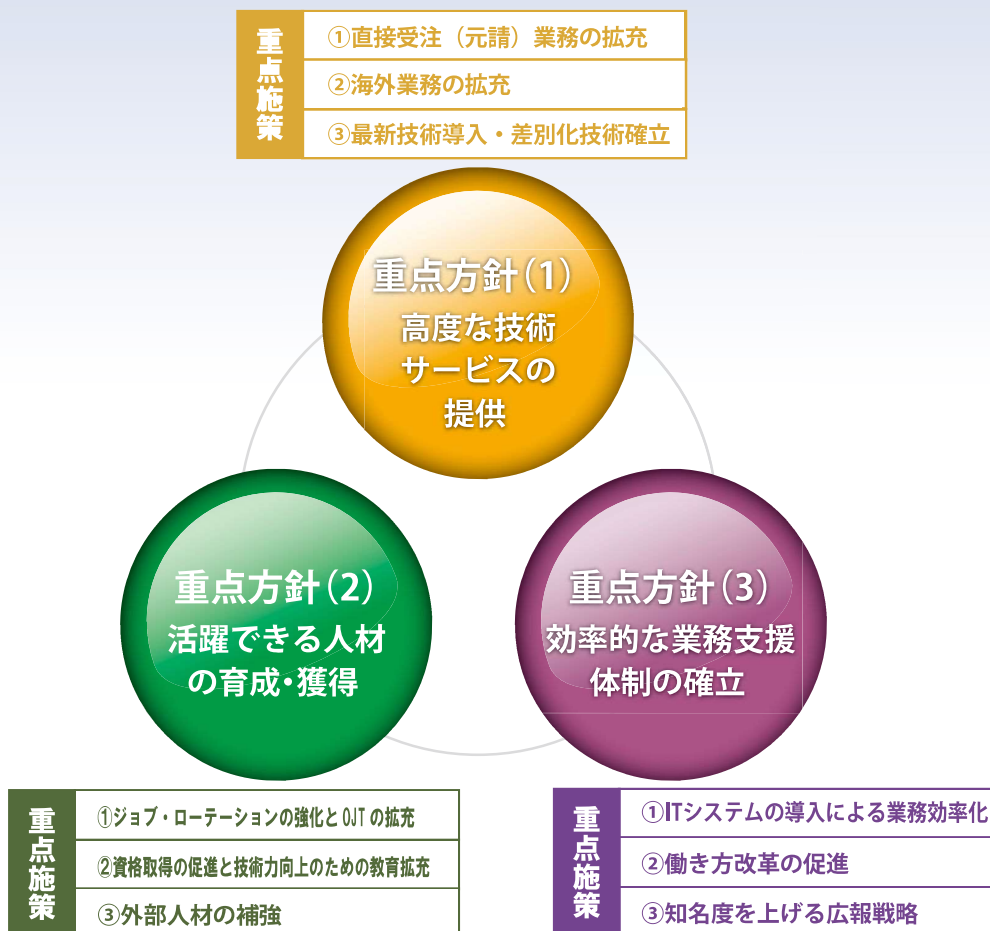 重点施策
①直接受注（元請）業務の拡充
②海外業務の拡充
③最新技術導入・差別化技術確立
重点方針(1)
高度な技術
サービスの
提供
重点方針(2)
活躍できる人材
の育成・獲得
重点方針(3)
効率的な業務支援
体制の確立
重点施策
①ジョブ・ローテーションの強化とOJTの拡充
②資格取得の促進と技術力向上のための教育拡充
③外部人材の補強
重点施策
①ITシステムの導入による業務効率化
②働き方改革の促進
③知名度を上げる広報戦略